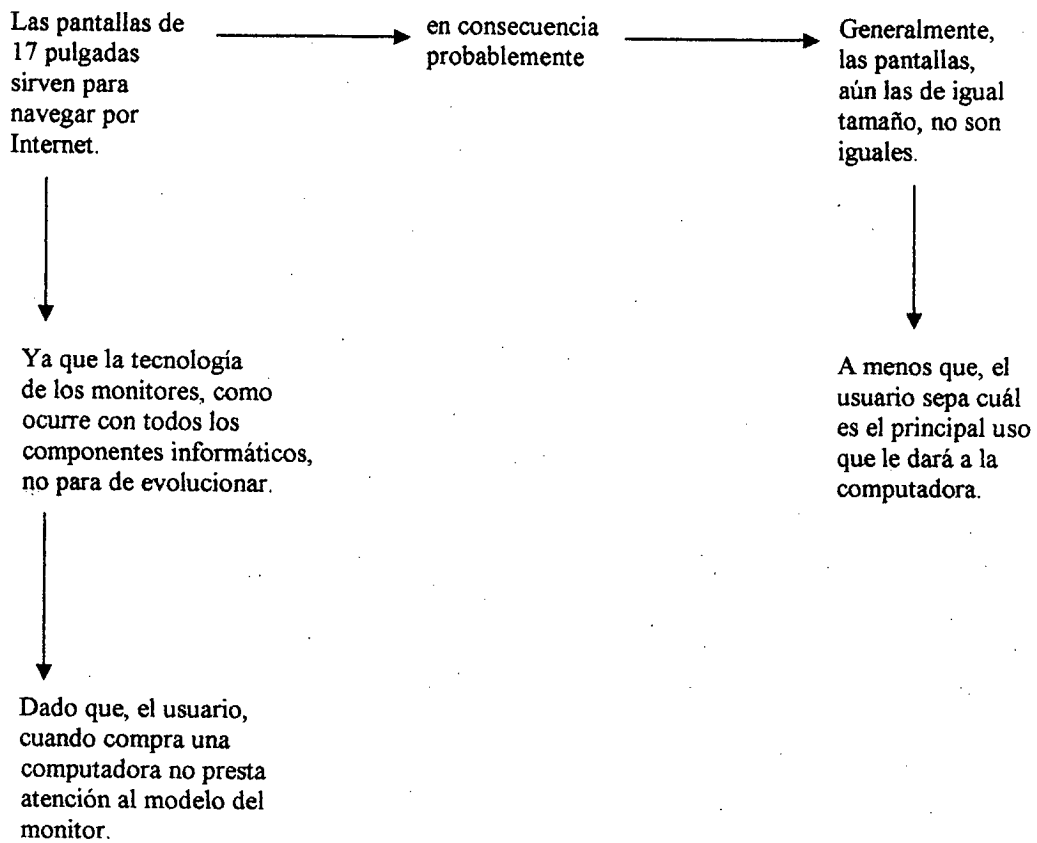 Las pantallas de
17 pulgadas
sirven para
navegar por
Internet.
en consecuencia
probablemente
Generalmente,
las pantallas,
aún las de igual
tamaño, no son
iguales.
Ya que la tecnología
de los monitores, como
ocurre con todos los
componentes informáticos,
no para de evolucionar.
A menos que, el
usuario sepa cuál
es el principal uso
que le dará a la
computadora.
Dado que, el usuario,
cuando compra una
computadora no presta
atención al modelo del
monitor.